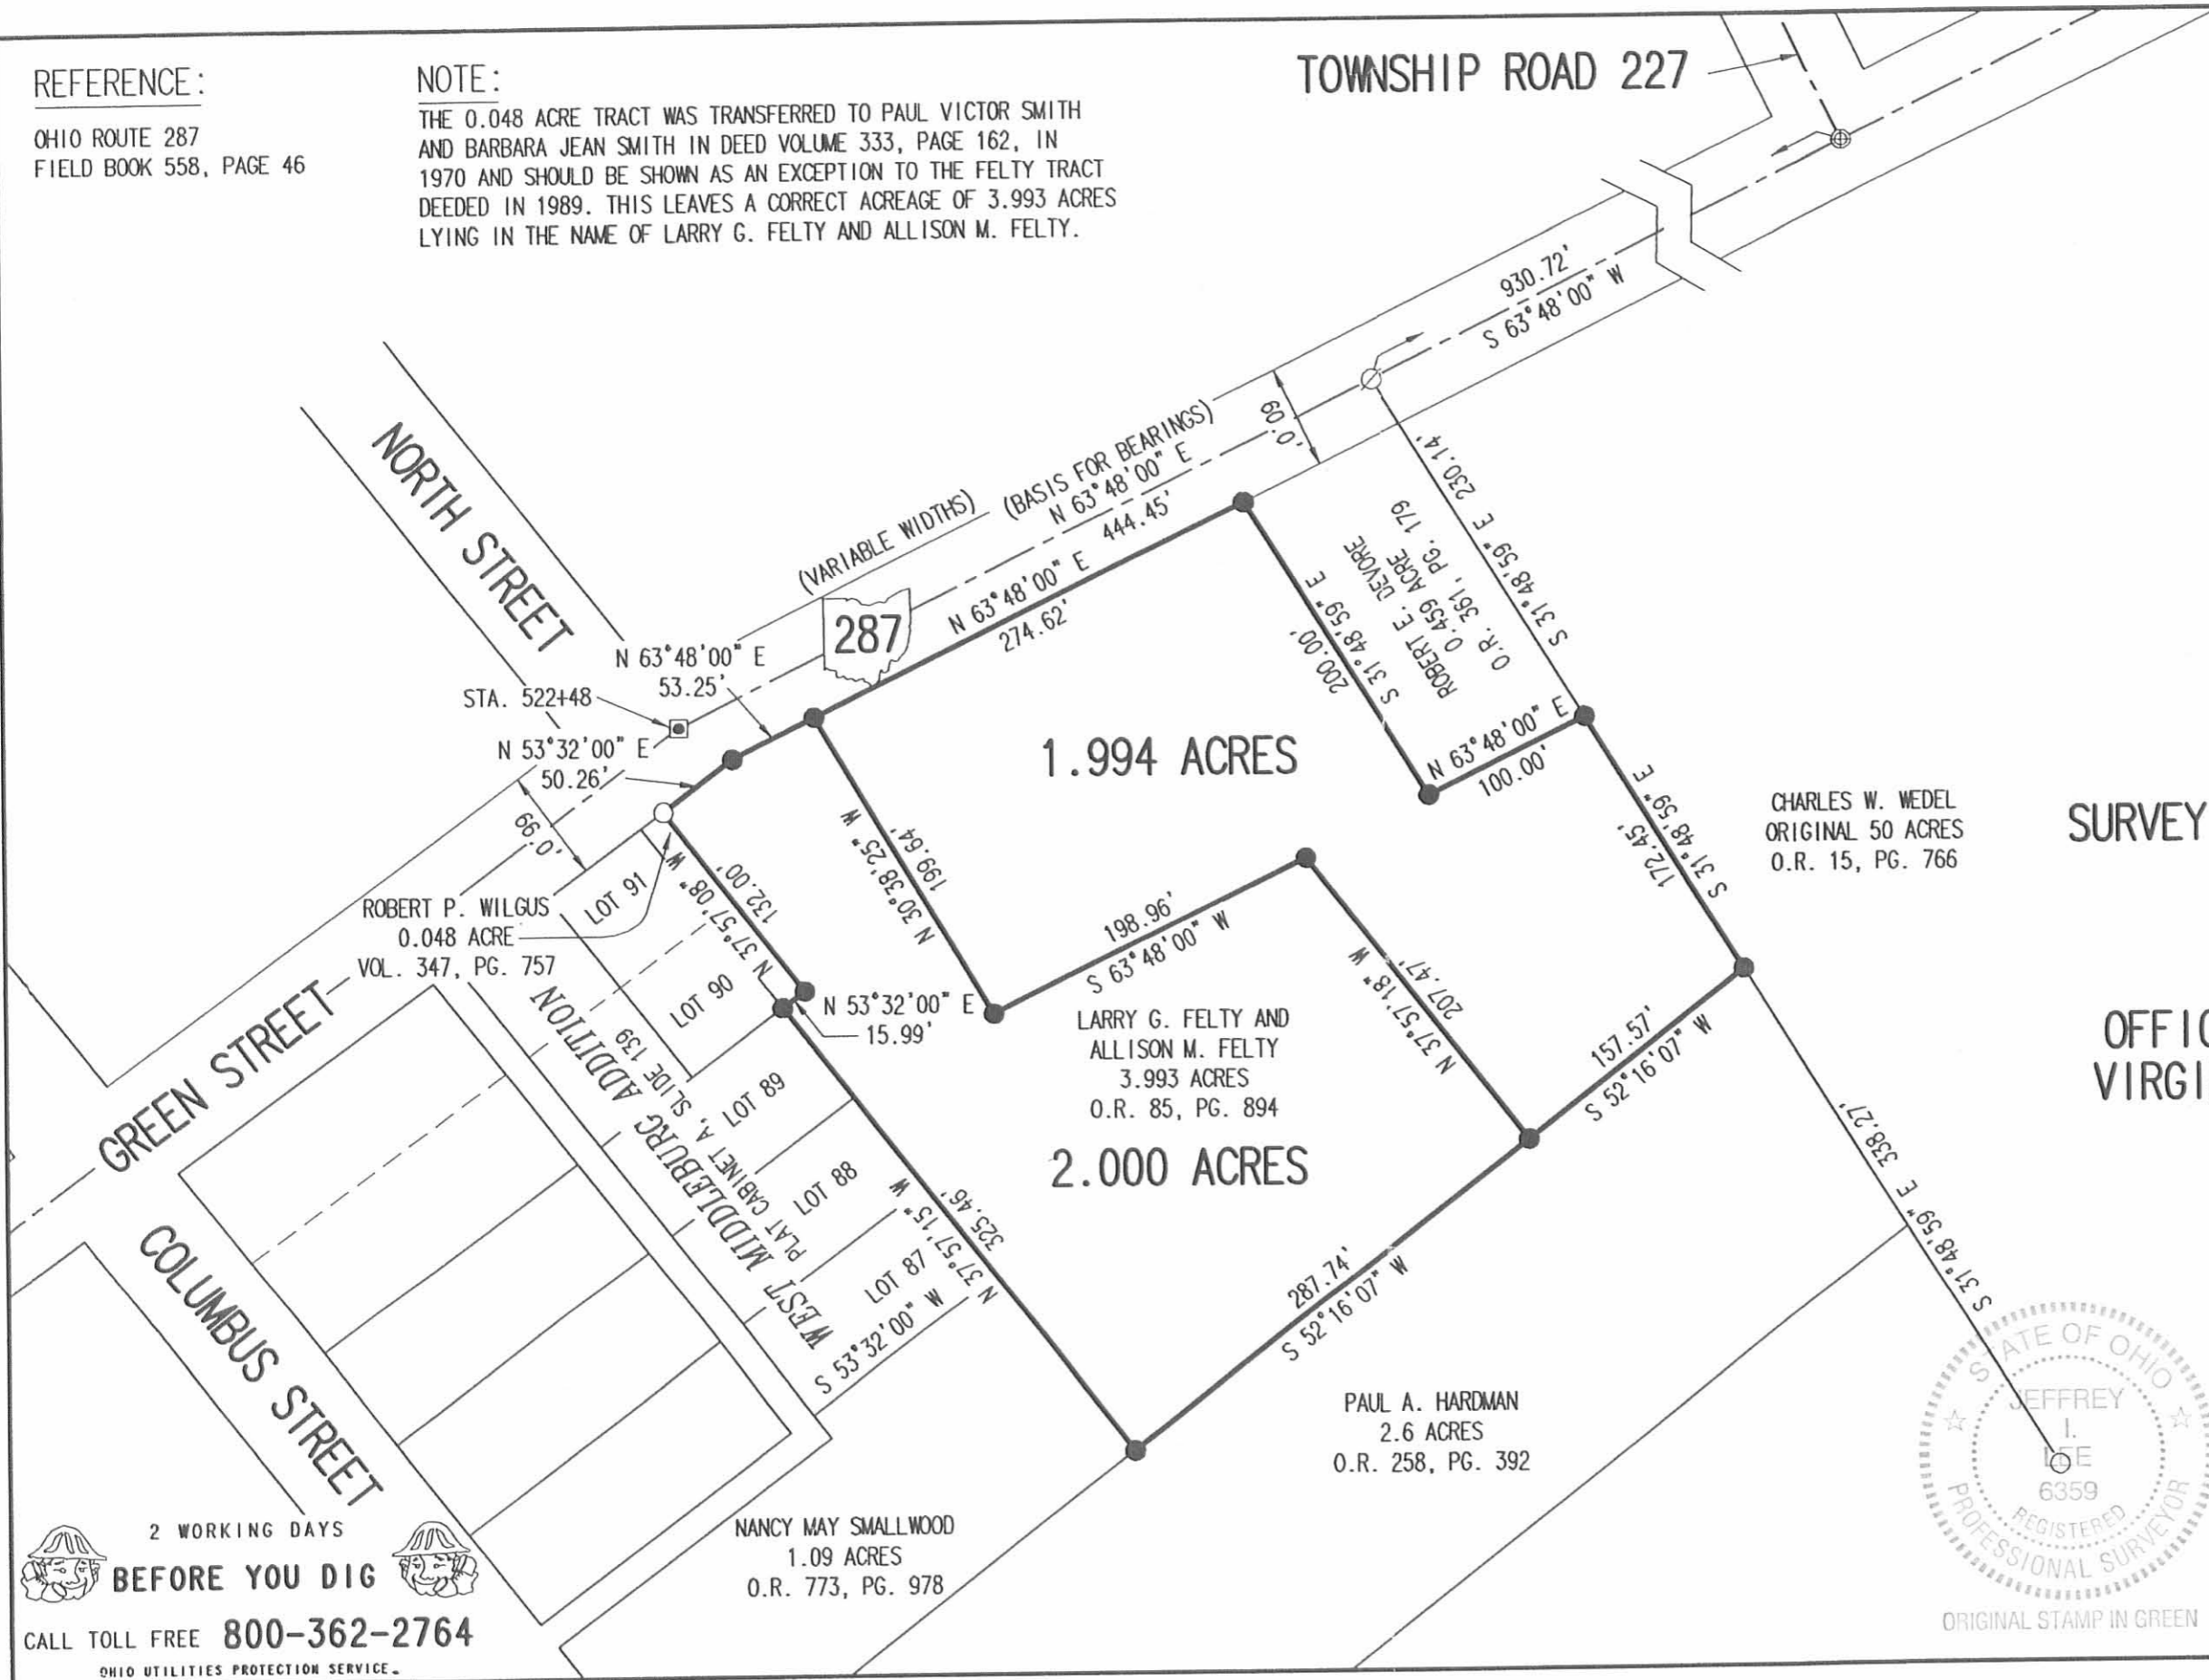 REFERENCE:
OHIO ROUTE 287
FIELD BOOK 558, PAGE 46
NOTE:
THE 0.048 ACRE TRACT WAS TRANSFERRED TO PAUL VICTOR SMITH
AND BARBARA JEAN SMITH IN DEED VOLUME 333, PAGE 162, IN
1970 AND SHOULD BE SHOWN AS AN EXCEPTION TO THE FELTY TRACT
DEEDED IN 1989. THIS LEAVES A CORRECT ACREAGE OF 3.993 ACRES
LYING IN THE NAME OF LARRY G. FELTY AND ALLISON M. FELTY.
TOWNSHIP ROAD 227
930.72'
S 63°48'00" W
NORTH STREET
(VARIABLE WIDTHS)
(BASIS FOR BEARINGS)
N 63°48'00" E
444.45'
60.0'
287
N 63°48'00" E
274.62'
N 63°48'00" E
53.25'
STA. 522+48
N 53°32'00" E
50.26'
66.0'
S 31°48'59" E 230.14'
S 31°48'59" E
ROBERT E. DEVORE
0.459 ACRE
O.R. 361, PG. 179
S 31°48'59" E
200.00'
N 63°48'00" E
100.00'
1.994 ACRES
S 31°48'59" E
172.45'
CHARLES W. WEDEL
ORIGINAL 50 ACRES
O.R. 15, PG. 766
SURVEY
OFFIC
VIRGI
ROBERT P. WILGUS
0.048 ACRE
VOL. 347, PG. 757
LOT 91
LOT 90
LOT 89
LOT 88
LOT 87
N 37°57'08" W
132.00'
N 30°38'25" W
199.64'
198.96'
S 63°48'00" W
N 53°32'00" E
15.99'
LARRY G. FELTY AND
ALLISON M. FELTY
3.993 ACRES
O.R. 85, PG. 894
2.000 ACRES
N 37°57'18" W
207.47'
157.57'
S 52°16'07" W
287.74'
S 52°16'07" W
N 37°57'15" W
325.46'
S 53°32'00" W
WEST MIDDLEBURG ADDITION
PLAT CABINET A, SLIDE 139
GREEN STREET
COLUMBUS STREET
S 31°48'59" E 338.27'
PAUL A. HARDMAN
2.6 ACRES
O.R. 258, PG. 392
NANCY MAY SMALLWOOD
1.09 ACRES
O.R. 773, PG. 978
2 WORKING DAYS
BEFORE YOU DIG
CALL TOLL FREE 800-362-2764
OHIO UTILITIES PROTECTION SERVICE.
STATE OF OHIO
JEFFREY
I.
LEE
6359
REGISTERED
PROFESSIONAL SURVEYOR
ORIGINAL STAMP IN GREEN